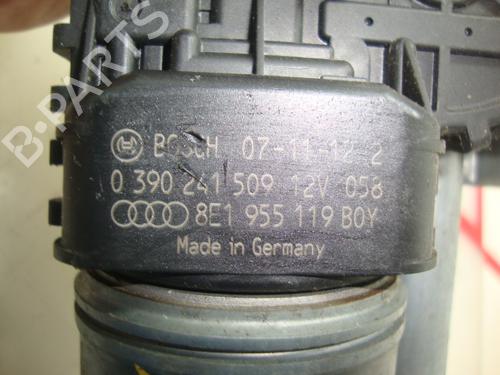 B-PARTS
BOSCH 07-11-12 2
0 390 241 509 12V 058
8E1 955 119 B0Y
Made in Germany